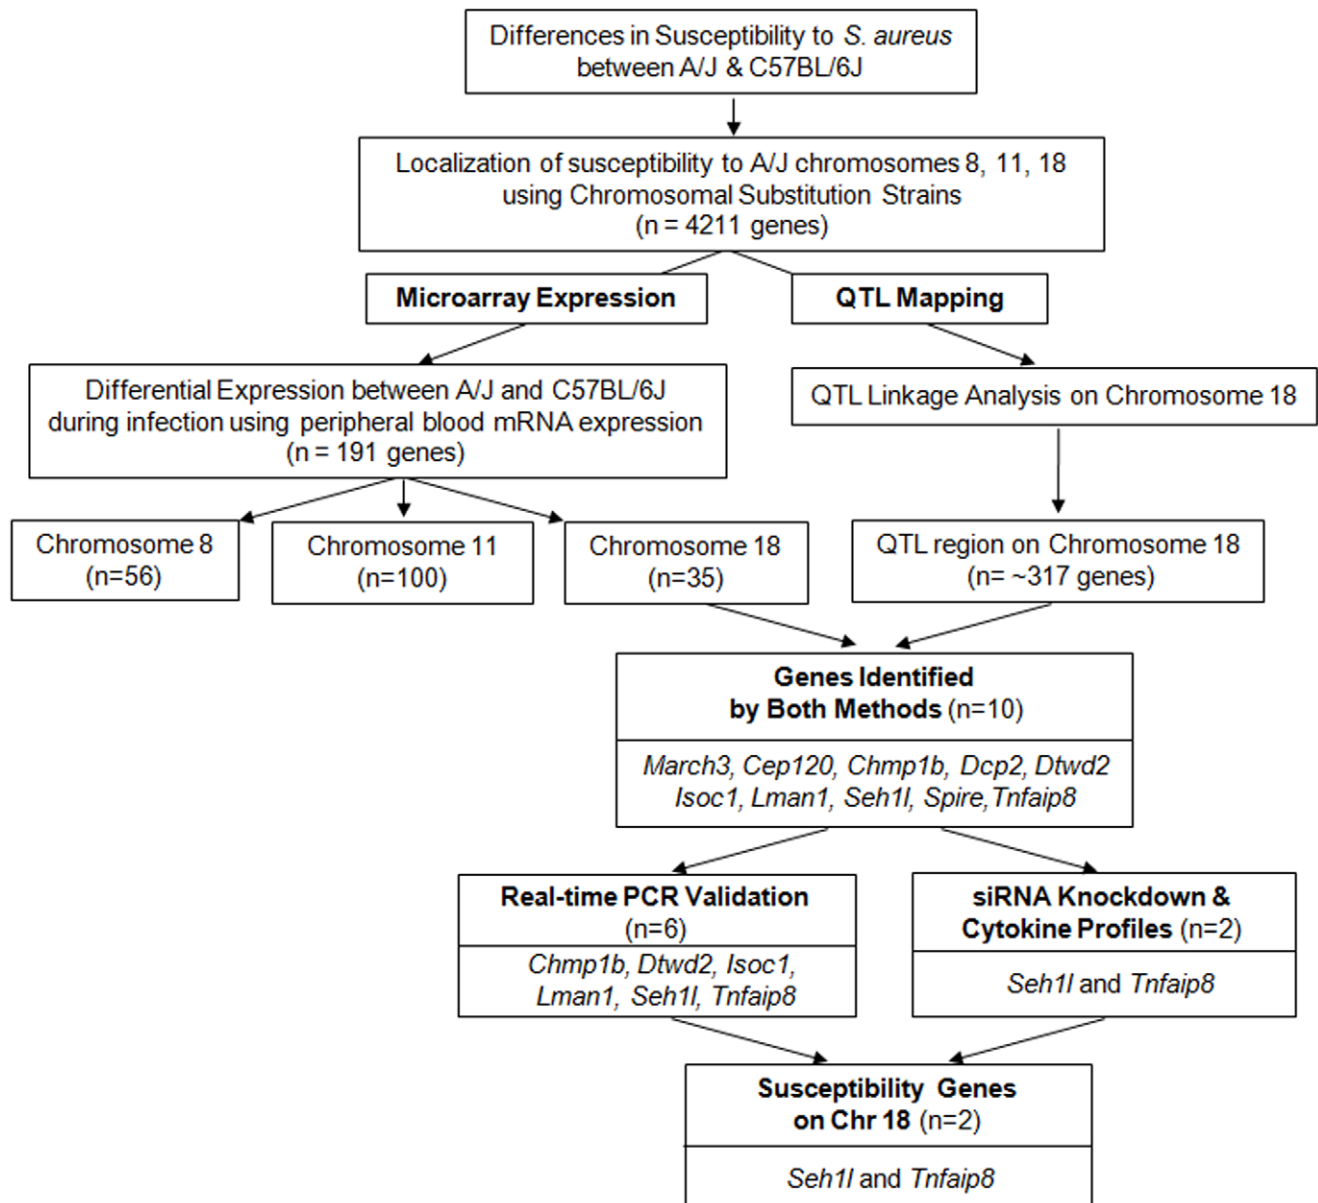 Differences in Susceptibility to S. aureus
between A/J & C57BL/6J
Localization of susceptibility to A/J chromosomes 8, 11, 18
using Chromosomal Substitution Strains
(n = 4211 genes)
Microarray Expression
QTL Mapping
Differential Expression between A/J and C57BL/6J
during infection using peripheral blood mRNA expression
(n = 191 genes)
QTL Linkage Analysis on Chromosome 18
Chromosome 8
(n=56)
Chromosome 11
(n=100)
Chromosome 18
(n=35)
QTL region on Chromosome 18
(n= ~317 genes)
Genes Identified
by Both Methods (n=10)
March3, Cep120, Chmp1b, Dcp2, Dtwd2
Isoc1, Lman1, Seh1l, Spire,Tnfaip8
Real-time PCR Validation
(n=6)
Chmp1b, Dtwd2, Isoc1,
Lman1, Seh1l, Tnfaip8
siRNA Knockdown &
Cytokine Profiles (n=2)
Seh1l and Tnfaip8
Susceptibility Genes
on Chr 18 (n=2)
Seh1l and Tnfaip8